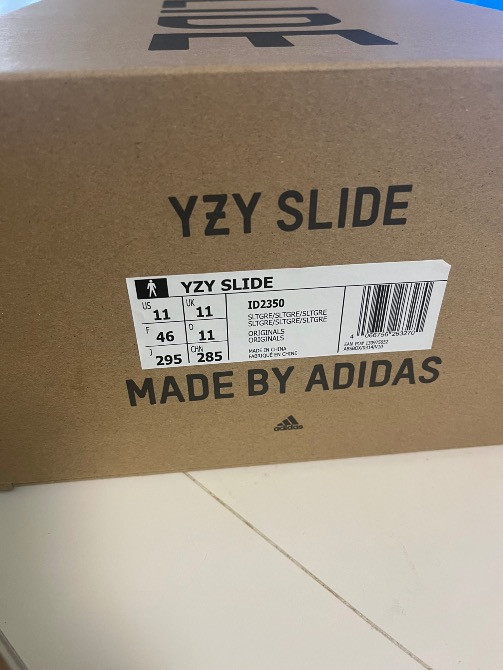 LIDE
YZY SLIDE
YZY SLIDE
US 11 UK 11
F 46 D 11
J 295 CHN 285
ID2350
SLTGRE/SLTGRE/SLTGRE
SLTGRE/SLTGRE/SLTGRE
ORIGINALS
ORIGINALS
MADE IN CHINA
FABRIQUÉ EN CHINE
MADE BY ADIDAS
adidas